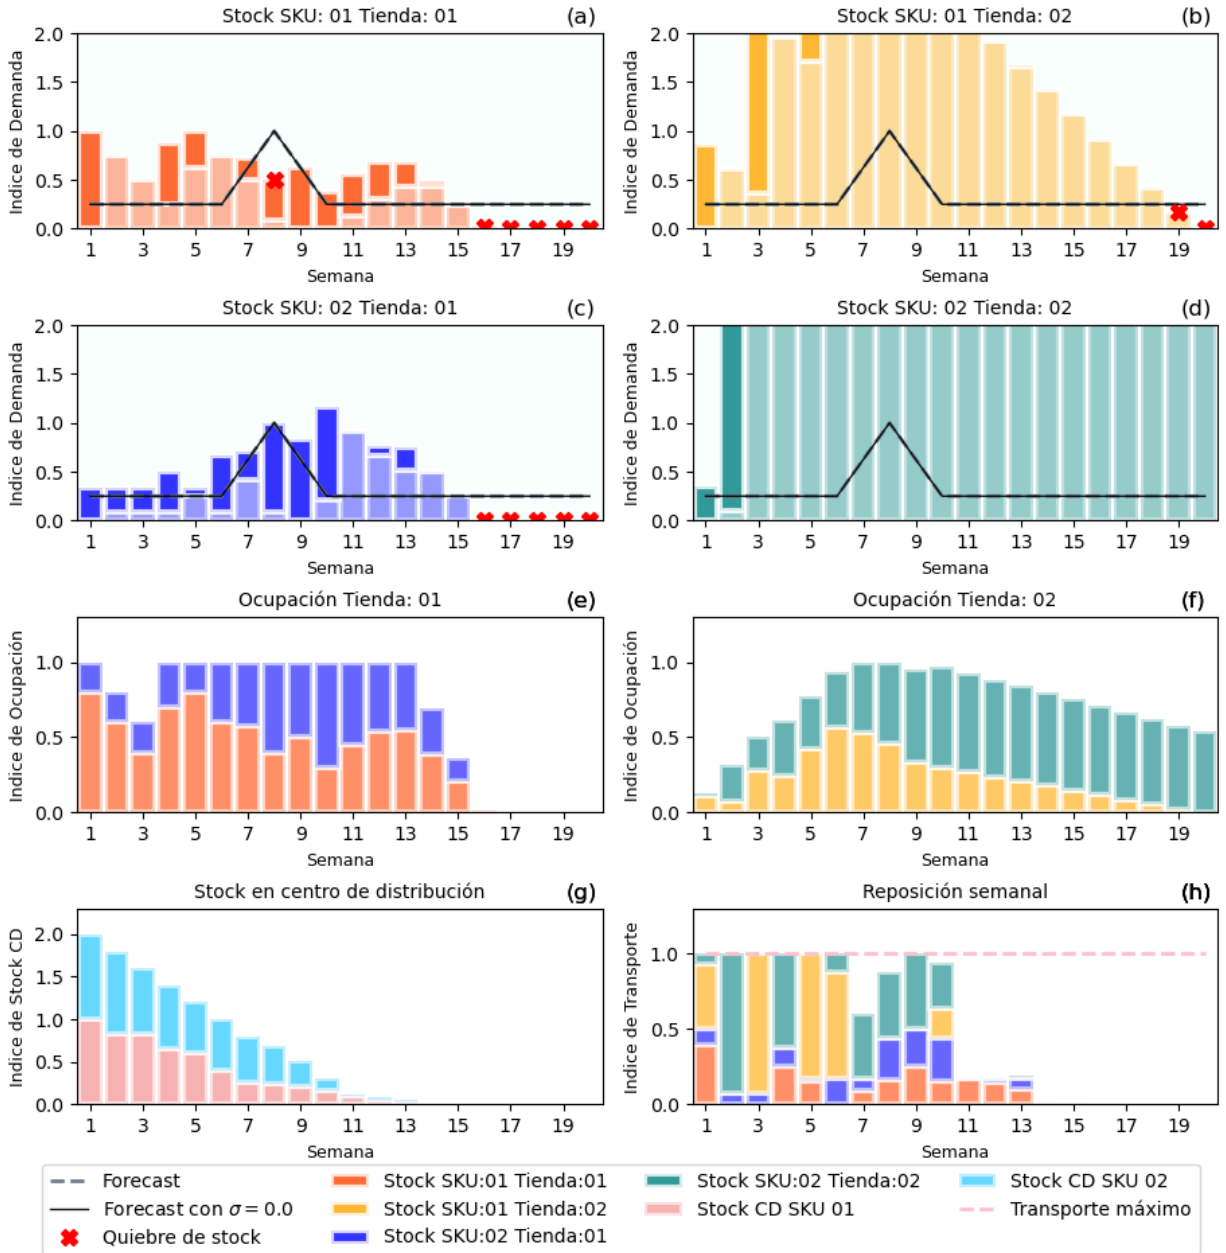 Stock SKU: 01 Tienda: 01 (a)
Indice de Demanda
2.0
1.5
1.0
0.5
0.0
1 3 5 7 9 11 13 15 17 19
Semana
Stock SKU: 01 Tienda: 02 (b)
Indice de Demanda
2.0
1.5
1.0
0.5
0.0
1 3 5 7 9 11 13 15 17 19
Semana
Stock SKU: 02 Tienda: 01 (c)
Indice de Demanda
2.0
1.5
1.0
0.5
0.0
1 3 5 7 9 11 13 15 17 19
Semana
Stock SKU: 02 Tienda: 02 (d)
Indice de Demanda
2.0
1.5
1.0
0.5
0.0
1 3 5 7 9 11 13 15 17 19
Semana
Ocupación Tienda: 01 (e)
Indice de Ocupación
1.0
0.5
0.0
1 3 5 7 9 11 13 15 17 19
Semana
Ocupación Tienda: 02 (f)
Indice de Ocupación
1.0
0.5
0.0
1 3 5 7 9 11 13 15 17 19
Semana
Stock en centro de distribución (g)
Indice de Stock CD
2.0
1.5
1.0
0.5
0.0
1 3 5 7 9 11 13 15 17 19
Semana
Reposición semanal (h)
Indice de Transporte
1.0
0.5
0.0
1 3 5 7 9 11 13 15 17 19
Semana
Forecast
Forecast con σ = 0.0
Quiebre de stock
Stock SKU:01 Tienda:01
Stock SKU:01 Tienda:02
Stock SKU:02 Tienda:01
Stock SKU:02 Tienda:02
Stock CD SKU 01
Stock CD SKU 02
Transporte máximo